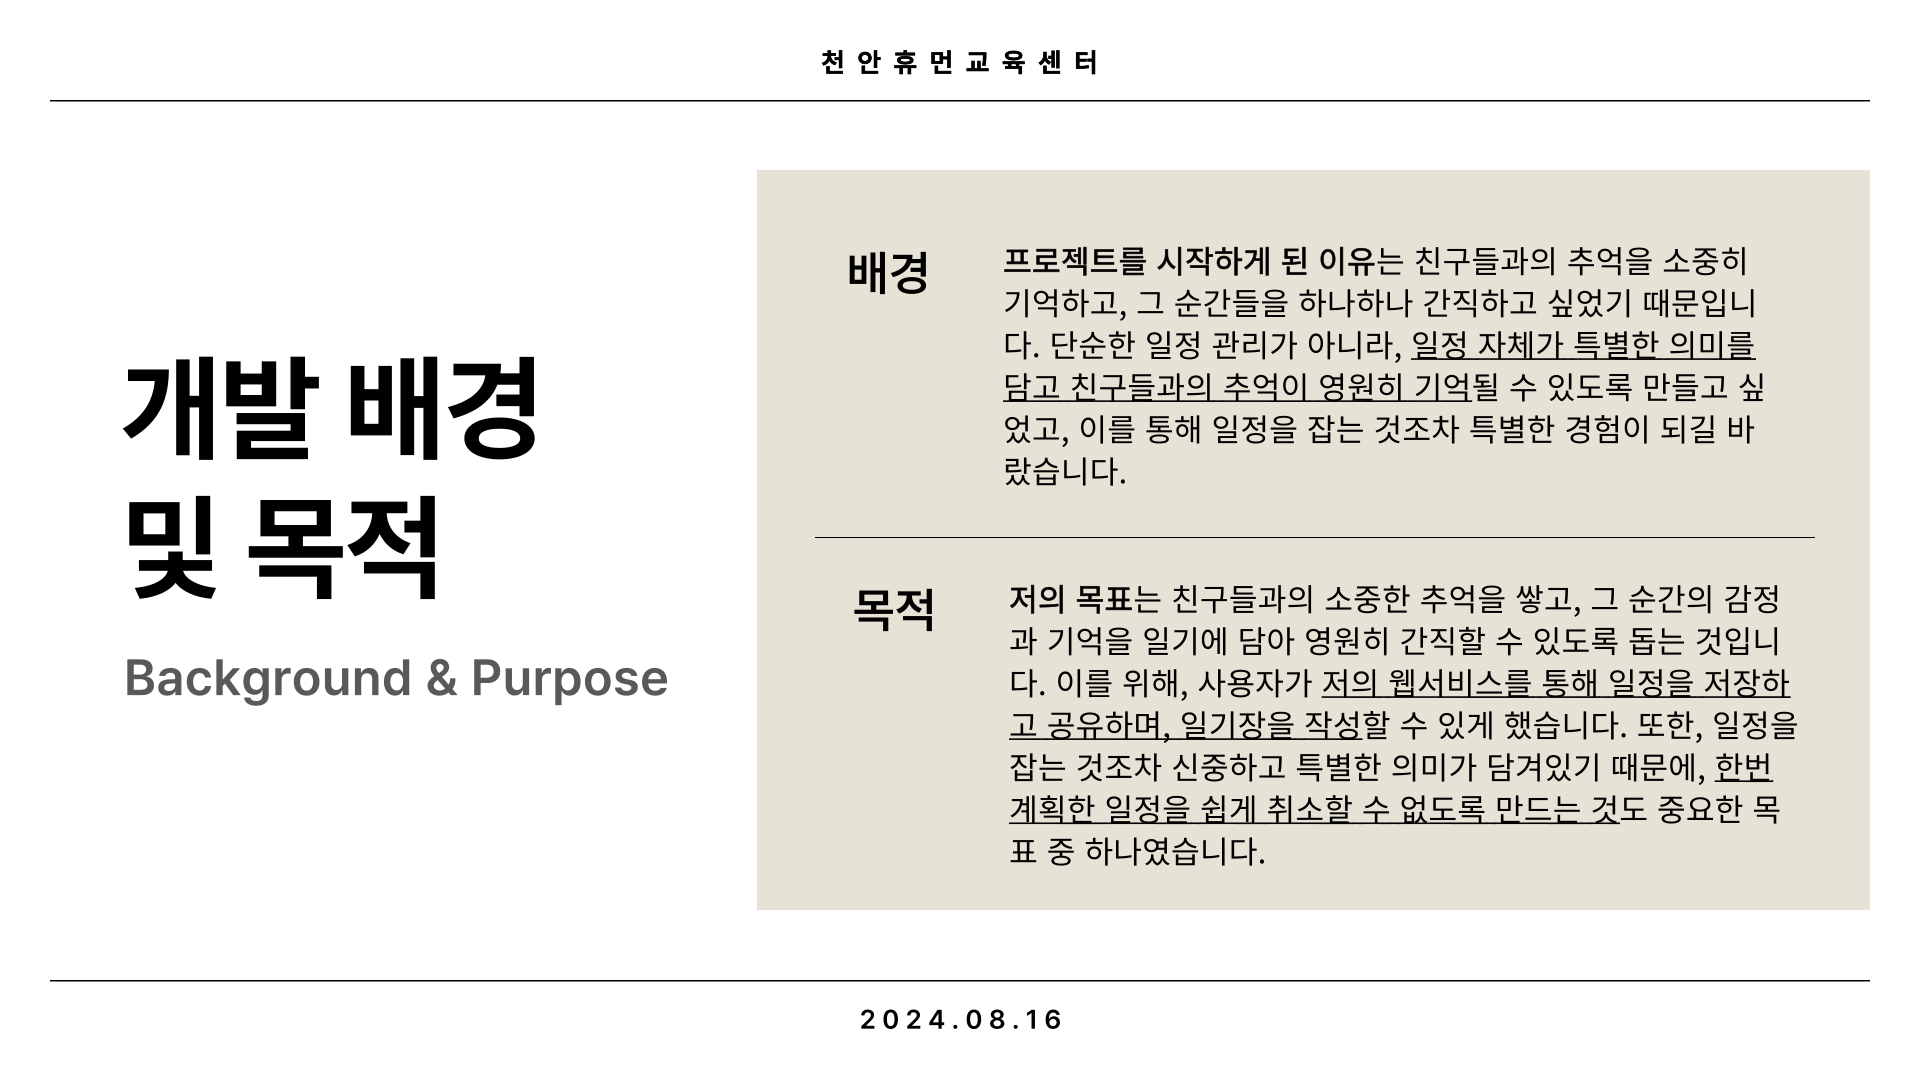 천안휴먼교육센터
개발 배경
및 목적
Background & Purpose
배경
프로젝트를 시작하게 된 이유는 친구들과의 추억을 소중히
기억하고, 그 순간들을 하나하나 간직하고 싶었기 때문입니
다. 단순한 일정 관리가 아니라, 일정 자체가 특별한 의미를
담고 친구들과의 추억이 영원히 기억될 수 있도록 만들고 싶
었고, 이를 통해 일정을 잡는 것조차 특별한 경험이 되길 바
랐습니다.
목적
저의 목표는 친구들과의 소중한 추억을 쌓고, 그 순간의 감정
과 기억을 일기에 담아 영원히 간직할 수 있도록 돕는 것입니
다. 이를 위해, 사용자가 저의 웹서비스를 통해 일정을 저장하
고 공유하며, 일기장을 작성할 수 있게 했습니다. 또한, 일정을
잡는 것조차 신중하고 특별한 의미가 담겨있기 때문에, 한번
계획한 일정을 쉽게 취소할 수 없도록 만드는 것도 중요한 목
표 중 하나였습니다.
2024.08.16